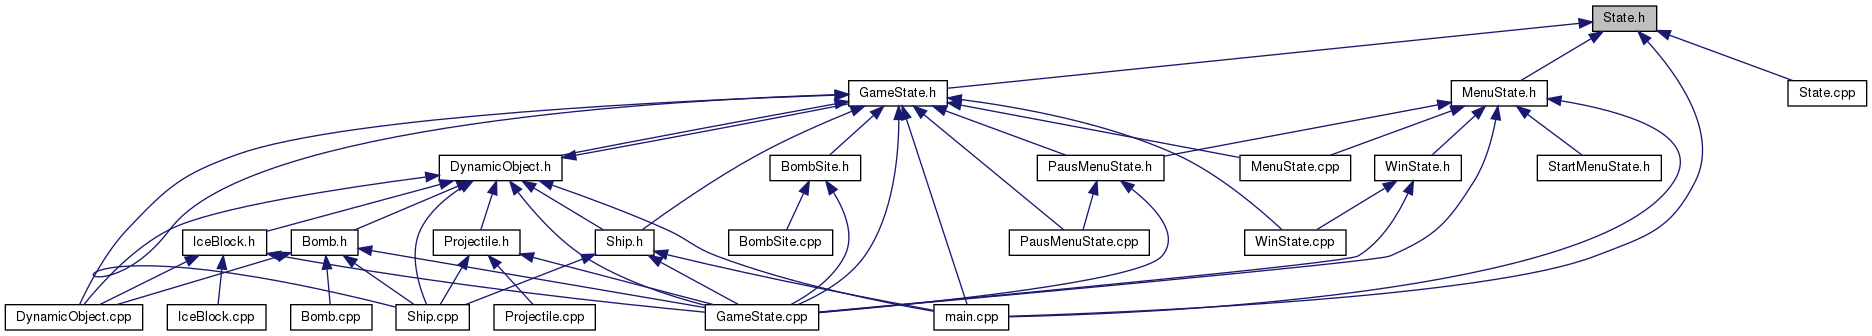 State.h
GameState.h
MenuState.h
State.cpp
DynamicObject.h
BombSite.h
PausMenuState.h
MenuState.cpp
WinState.h
StartMenuState.h
IceBlock.h
Bomb.h
Projectile.h
Ship.h
BombSite.cpp
PausMenuState.cpp
WinState.cpp
DynamicObject.cpp
IceBlock.cpp
Bomb.cpp
Ship.cpp
Projectile.cpp
GameState.cpp
main.cpp